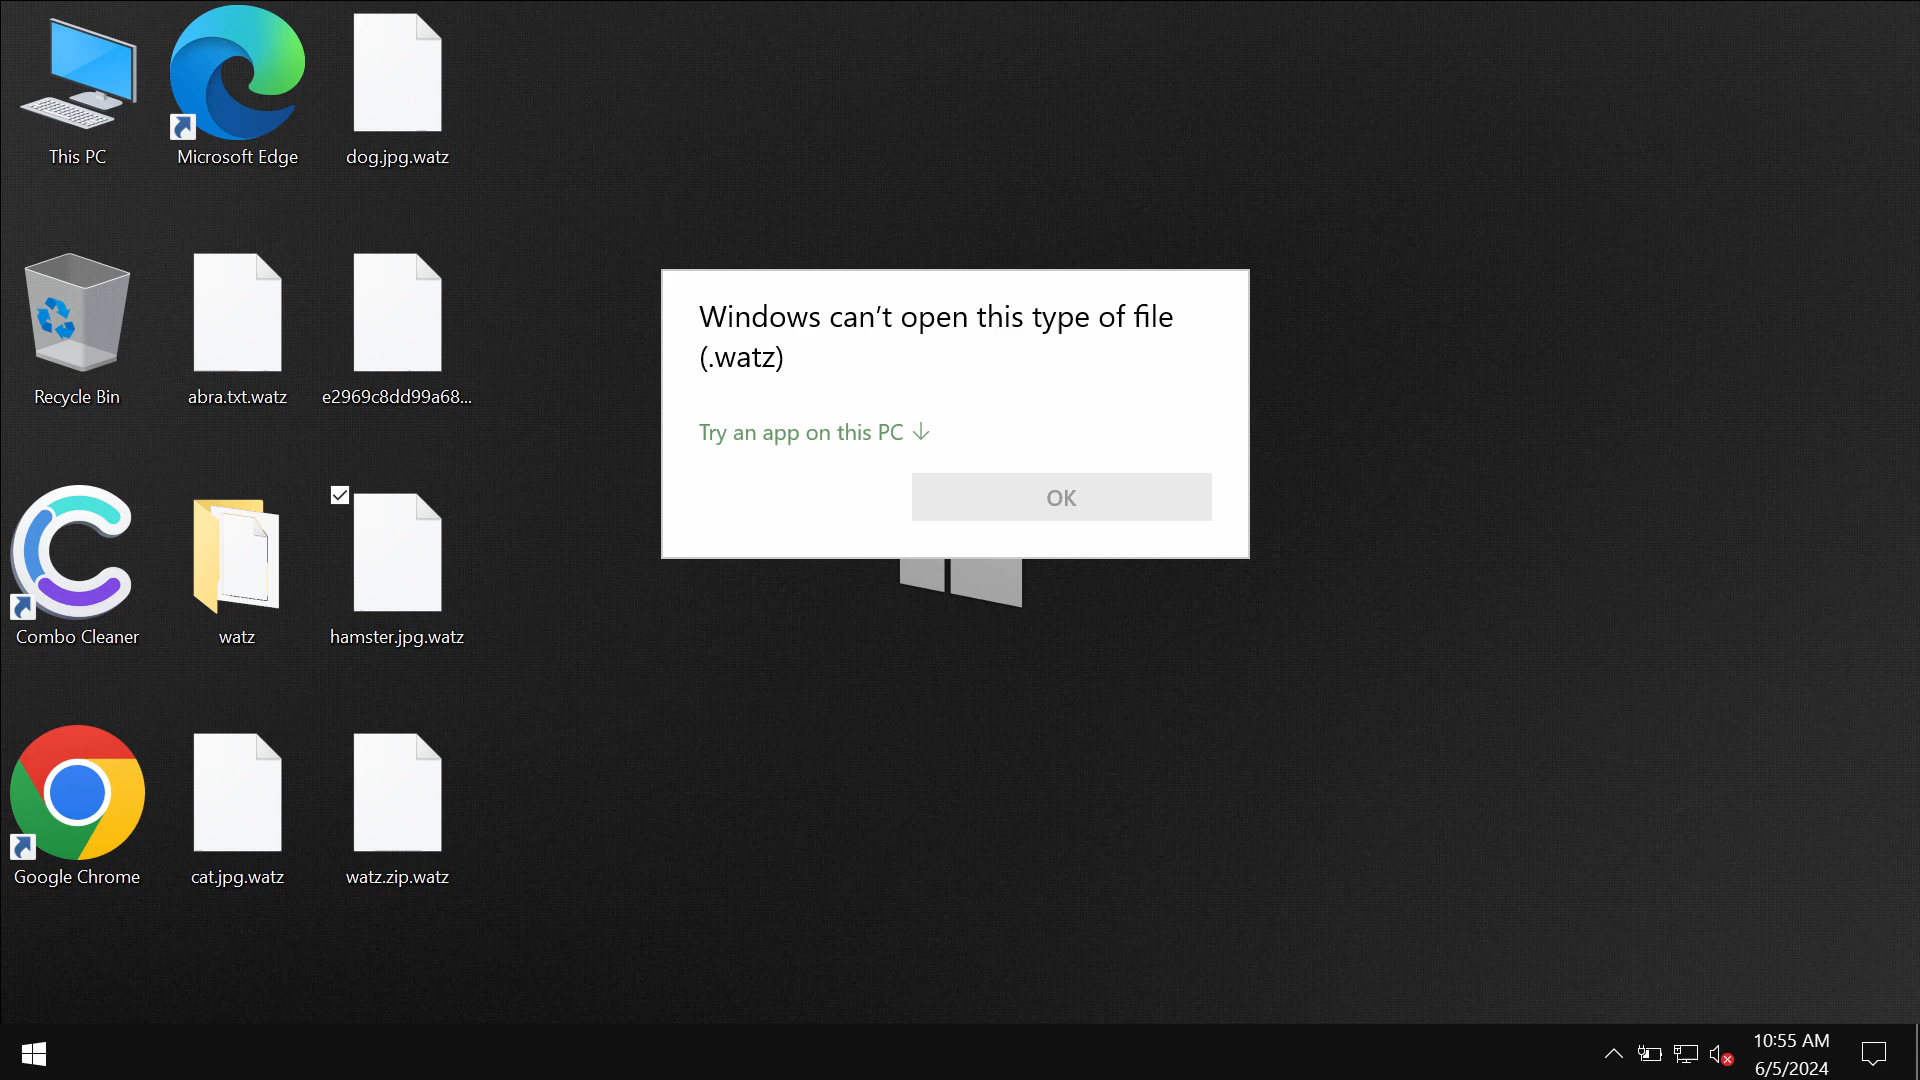 This PC
Microsoft Edge
dog.jpg.watz
Recycle Bin
abra.txt.watz
e2969c8dd99a68...
Combo Cleaner
watz
hamster.jpg.watz
Google Chrome
cat.jpg.watz
watz.zip.watz
Windows can't open this type of file
(.watz)
Try an app on this PC
OK
10:55 AM
6/5/2024